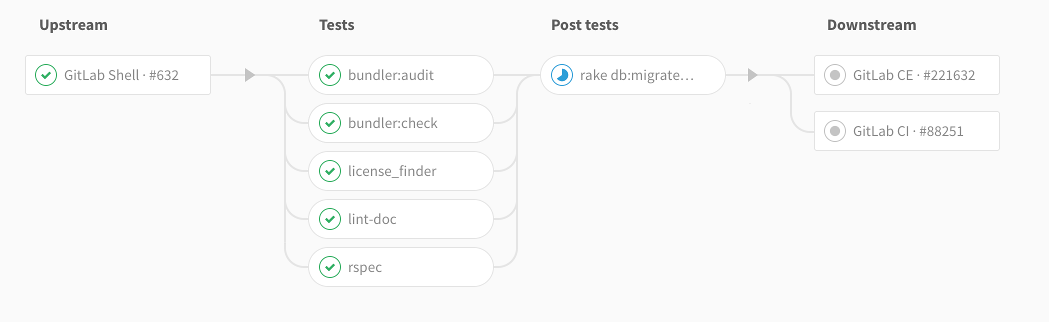 Upstream
Tests
Post tests
Downstream
GitLab Shell · #632
bundler:audit
rake db:migrate…
GitLab CE · #221632
bundler:check
GitLab CI · #88251
license_finder
lint-doc
rspec